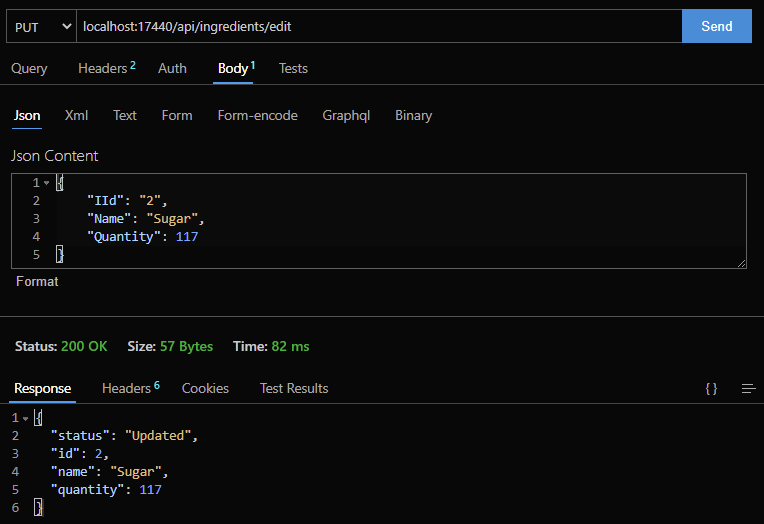 PUT localhost:17440/api/ingredients/edit Send
Query Headers 2 Auth Body 1 Tests
Json Xml Text Form Form-encode Graphql Binary
Json Content
1 {
2 "IId": "2",
3 "Name": "Sugar",
4 "Quantity": 117
5 }
Format
Status: 200 OK Size: 57 Bytes Time: 82 ms
Response Headers 6 Cookies Test Results { }
1 {
2 "status": "Updated",
3 "id": 2,
4 "name": "Sugar",
5 "quantity": 117
6 }